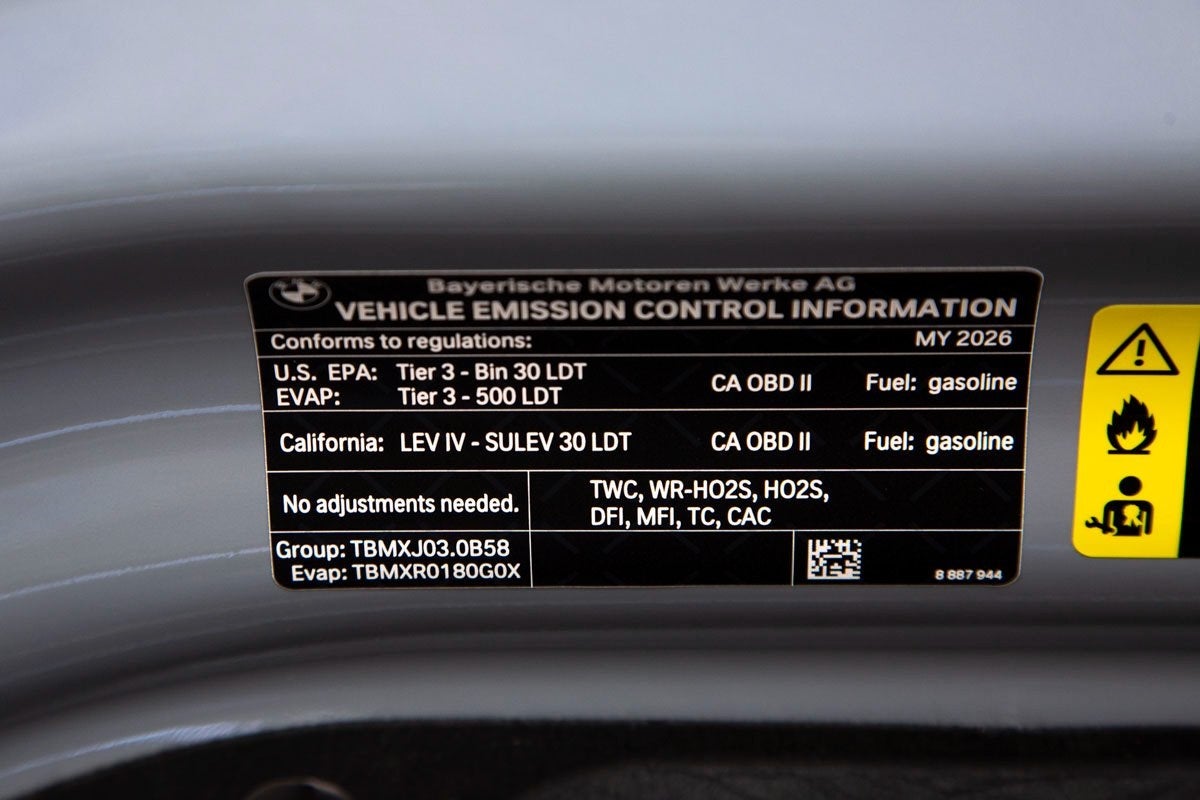 Bayerische Motoren Werke AG
VEHICLE EMISSION CONTROL INFORMATION
Conforms to regulations: MY 2026
U.S. EPA: Tier 3 - Bin 30 LDT CA OBD II Fuel: gasoline
EVAP: Tier 3 - 500 LDT
California: LEV IV - SULEV 30 LDT CA OBD II Fuel: gasoline
No adjustments needed.
TWC, WR-HO2S, HO2S,
DFI, MFI, TC, CAC
Group: TBMXJ03.0B58
Evap: TBMXR0180G0X
8 887 944